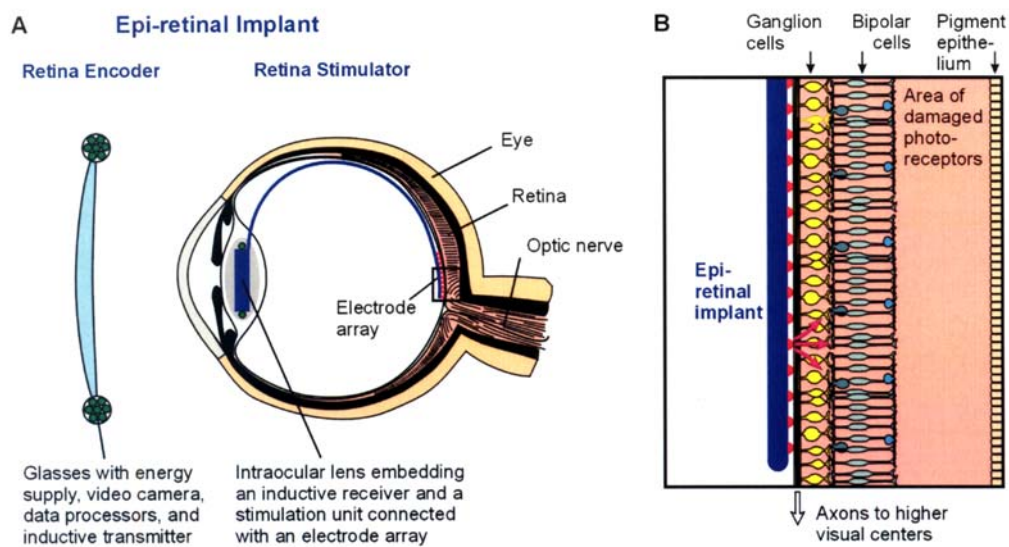 A
Epi-retinal Implant
Retina Encoder
Retina Stimulator
Eye
Retina
Optic nerve
Electrode
array
Glasses with energy
supply, video camera,
data processors, and
inductive transmitter
Intraocular lens embedding
an inductive receiver and a
stimulation unit connected
with an electrode array
B
Ganglion
cells
Bipolar
cells
Pigment
epithe-
lium
Area of
damaged
photo-
receptors
Epi-
retinal
implant
Axons to higher
visual centers